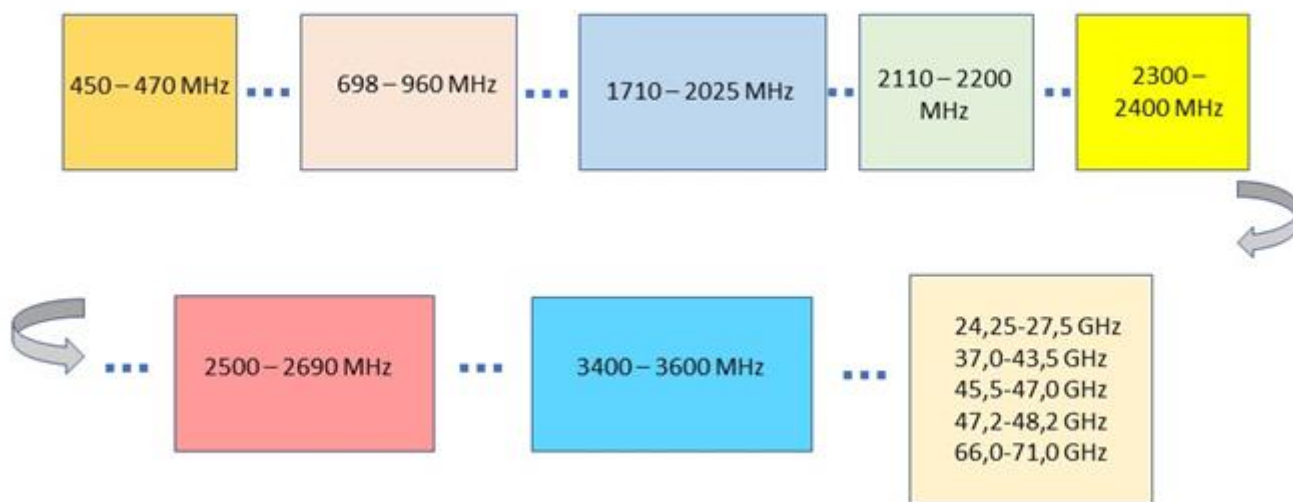 450 – 470 MHz
698 – 960 MHz
1710 – 2025 MHz
2110 – 2200
MHz
2300 –
2400 MHz
2500 – 2690 MHz
3400 – 3600 MHz
24,25-27,5 GHz
37,0-43,5 GHz
45,5-47,0 GHz
47,2-48,2 GHz
66,0-71,0 GHz